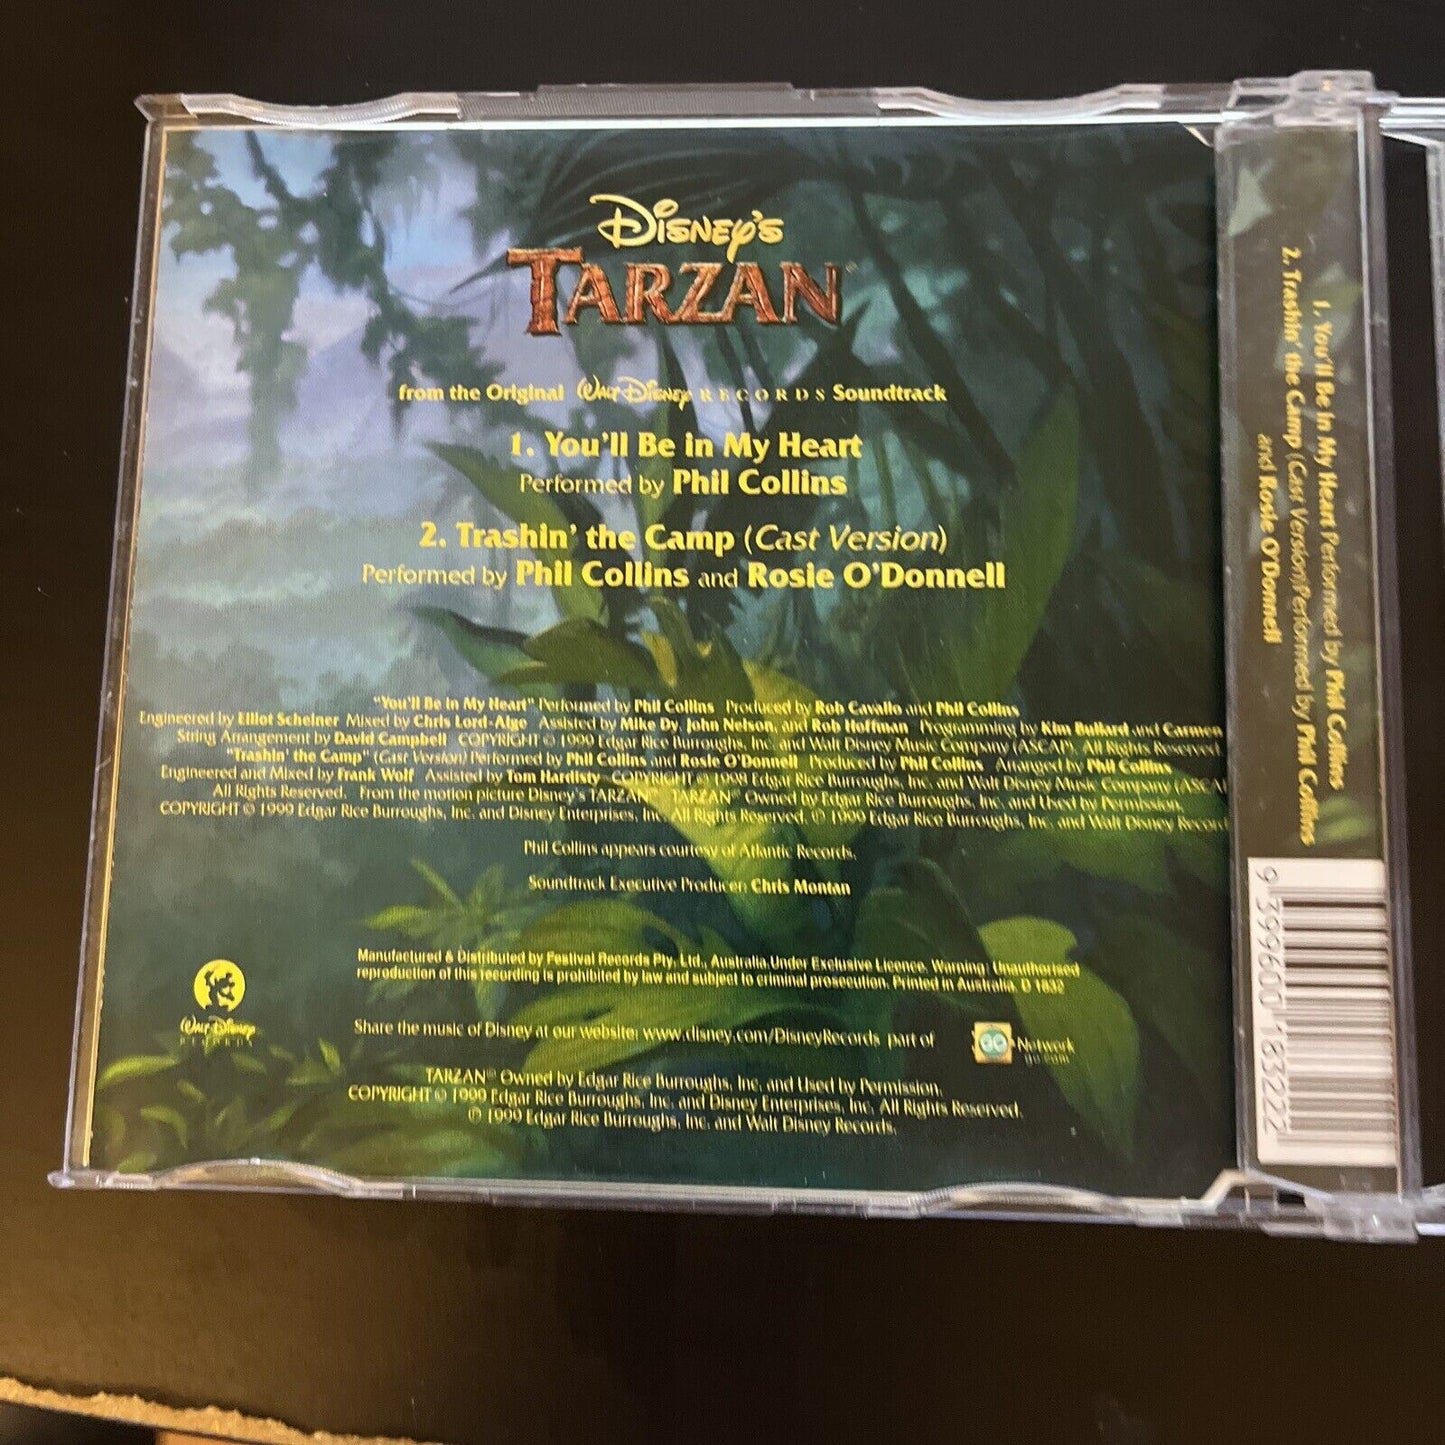 DISNEY'S
TARZAN™
from the Original WALT DISNEY RECORDS Soundtrack
1. You'll Be in My Heart
Performed by Phil Collins
2. Trashin' the Camp (Cast Version)
Performed by Phil Collins and Rosie O'Donnell
"You'll Be in My Heart" Performed by Phil Collins Produced by Rob Cavallo and Phil Collins
Engineered by Elliot Scheiner Mixed by Chris Lord-Alge Assisted by Mike Dy, John Nelson, and Rob Hoffman Programming by Kim Bullard and Carmen
String Arrangement by David Campbell COPYRIGHT © 1999 Edgar Rice Burroughs, Inc. and Walt Disney Music Company (ASCAP). All Rights Reserved
"Trashin' the Camp" (Cast Version) Performed by Phil Collins and Rosie O'Donnell Produced by Phil Collins Arranged by Phil Collins
Engineered and Mixed by Frank Wolf Assisted by Tom Hardisty COPYRIGHT © 1998 Edgar Rice Burroughs, Inc. and Walt Disney Music Company (ASCA
All Rights Reserved. From the motion picture Disney's TARZAN™ TARZAN® Owned by Edgar Rice Burroughs, Inc. and Used by Permission.
COPYRIGHT © 1999 Edgar Rice Burroughs, Inc. and Disney Enterprises, Inc. All Rights Reserved. ℗ 1999 Edgar Rice Burroughs, Inc. and Walt Disney Record
Phil Collins appears courtesy of Atlantic Records.
Soundtrack Executive Producer: Chris Montan
Manufactured & Distributed by Festival Records Pty. Ltd., Australia.Under Exclusive Licence. Warning: Unauthorised
reproduction of this recording is prohibited by law and subject to criminal prosecution. Printed in Australia. D 1832
WALT DISNEY
RECORDS
Share the music of Disney at our website: www.disney.com/DisneyRecords part of GO Network
go.com
TARZAN® Owned by Edgar Rice Burroughs, Inc. and Used by Permission.
COPYRIGHT © 1999 Edgar Rice Burroughs, Inc. and Disney Enterprises, Inc. All Rights Reserved.
℗ 1999 Edgar Rice Burroughs, Inc. and Walt Disney Records.
1. You'll Be In My Heart Performed by Phil Collins
2. Trashin' the Camp (Cast Version)Performed by Phil Collins
and Rosie O'Donnell
9 399600 183222